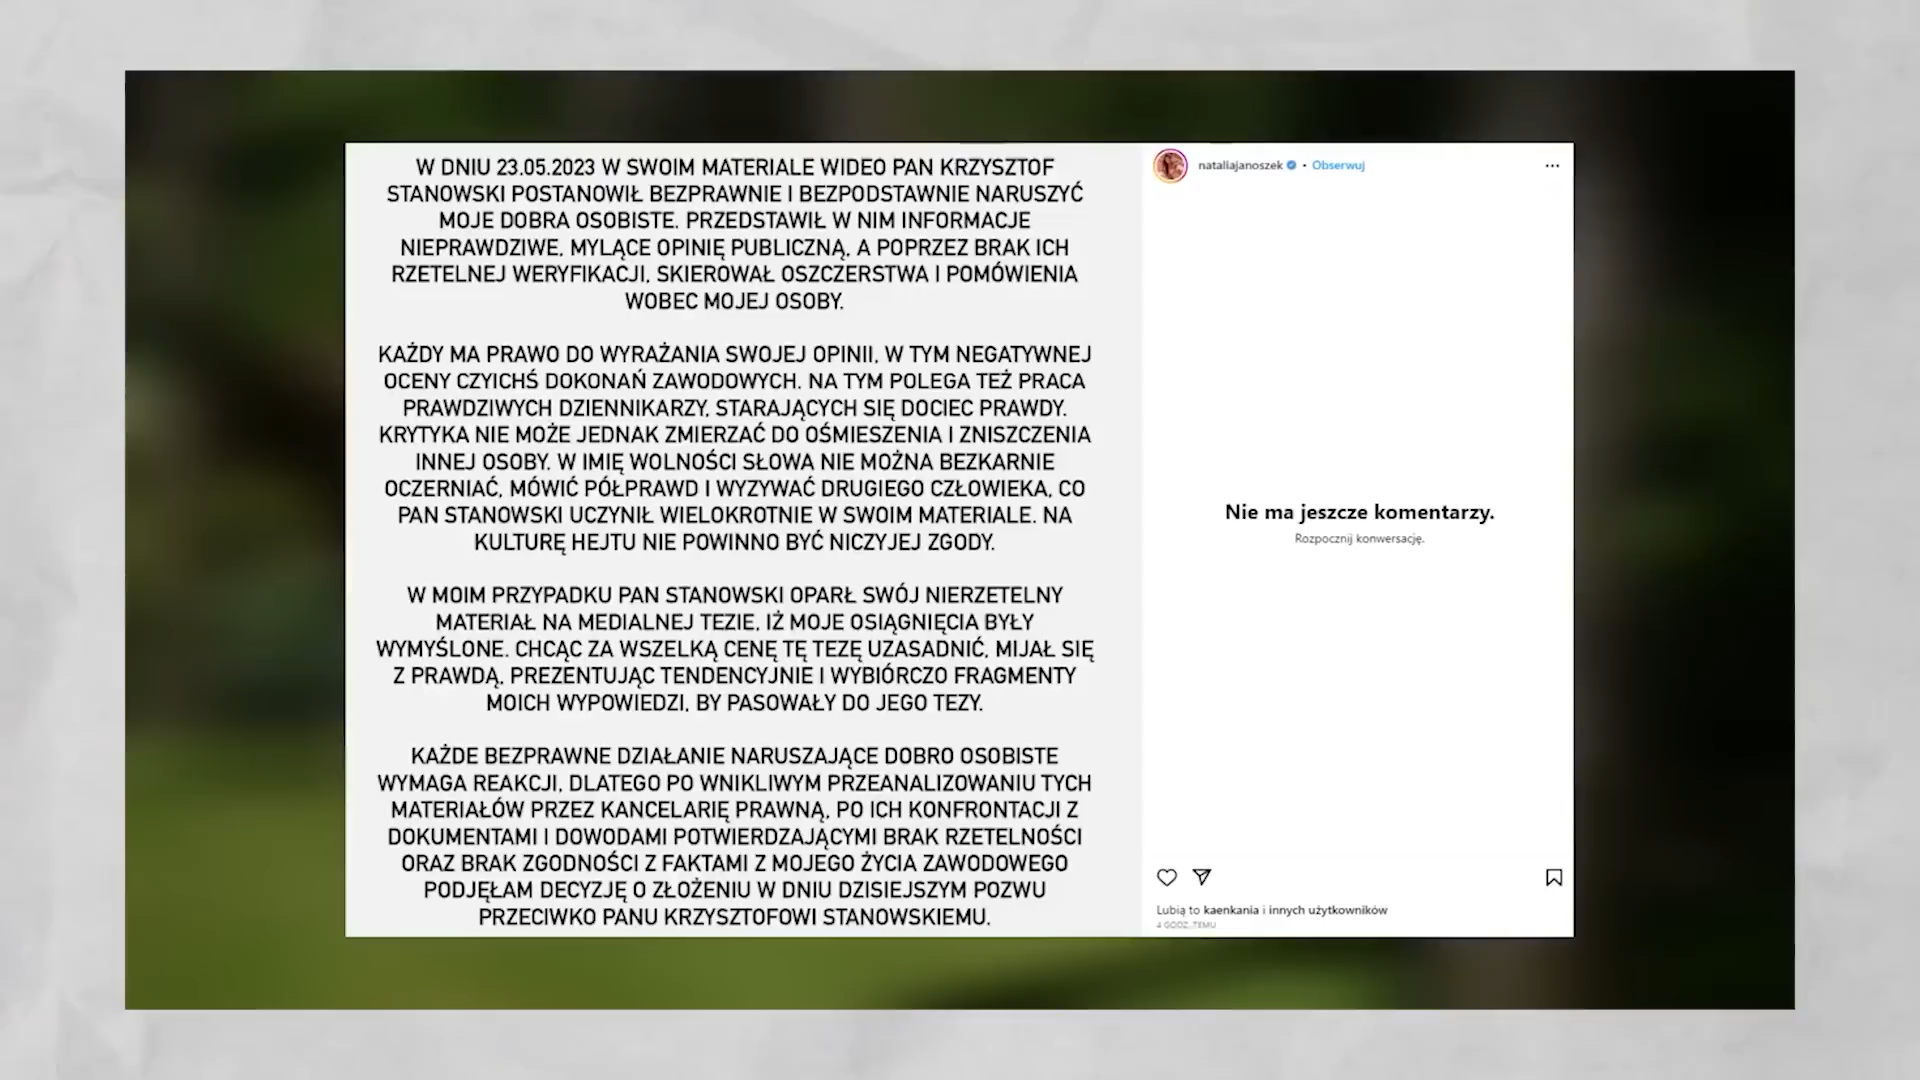 W DNIU 23.05.2023 W SWOIM MATERIALE WIDEO PAN KRZYSZTOF
STANOWSKI POSTANOWIŁ BEZPRAWNIE I BEZPODSTAWNIE NARUSZYĆ
MOJE DOBRA OSOBISTE. PRZEDSTAWIŁ W NIM INFORMACJE
NIEPRAWDZIWE, MYLĄCE OPINIĘ PUBLICZNĄ, A POPRZEZ BRAK ICH
RZETELNEJ WERYFIKACJI, SKIEROWAŁ OSZCZERSTWA I POMÓWIENIA
WOBEC MOJEJ OSOBY.
KAŻDY MA PRAWO DO WYRAŻANIA SWOJEJ OPINII, W TYM NEGATYWNEJ
OCENY CZYICHŚ DOKONAŃ ZAWODOWYCH. NA TYM POLEGA TEŻ PRACA
PRAWDZIWYCH DZIENNIKARZY, STARAJĄCYCH SIĘ DOCIEC PRAWDY.
KRYTYKA NIE MOŻE JEDNAK ZMIERZAĆ DO OŚMIESZENIA I ZNISZCZENIA
INNEJ OSOBY. W IMIĘ WOLNOŚCI SŁOWA NIE MOŻNA BEZKARNIE
OCZERNIAĆ, MÓWIĆ PÓŁPRAWD I WYZYWAĆ DRUGIEGO CZŁOWIEKA, CO
PAN STANOWSKI UCZYNIŁ WIELOKROTNIE W SWOIM MATERIALE. NA
KULTURĘ HEJTU NIE POWINNO BYĆ NICZYJEJ ZGODY.
W MOIM PRZYPADKU PAN STANOWSKI OPARŁ SWÓJ NIERZETELNY
MATERIAŁ NA MEDIALNEJ TEZIE, IŻ MOJE OSIĄGNIĘCIA BYŁY
WYMYŚLONE. CHCĄC ZA WSZELKĄ CENĘ TĘ TEZĘ UZASADNIĆ, MIJAŁ SIĘ
Z PRAWDĄ, PREZENTUJĄC TENDENCYJNIE I WYBIÓRCZO FRAGMENTY
MOICH WYPOWIEDZI, BY PASOWAŁY DO JEGO TEZY.
KAŻDE BEZPRAWNE DZIAŁANIE NARUSZAJĄCE DOBRO OSOBISTE
WYMAGA REAKCJI, DLATEGO PO WNIKLIWYM PRZEANALIZOWANIU TYCH
MATERIAŁÓW PRZEZ KANCELARIĘ PRAWNĄ, PO ICH KONFRONTACJI Z
DOKUMENTAMI I DOWODAMI POTWIERDZAJĄCYMI BRAK RZETELNOŚCI
ORAZ BRAK ZGODNOŚCI Z FAKTAMI Z MOJEGO ŻYCIA ZAWODOWEGO
PODJĘŁAM DECYZJĘ O ZŁOŻENIU W DNIU DZISIEJSZYM POZWU
PRZECIWKO PANU KRZYSZTOFOWI STANOWSKIEMU.
nataliajanoszek • Obserwuj
Nie ma jeszcze komentarzy.
Rozpocznij konwersację.
Lubią to kaenkania i innych użytkowników
4 GODZ. TEMU